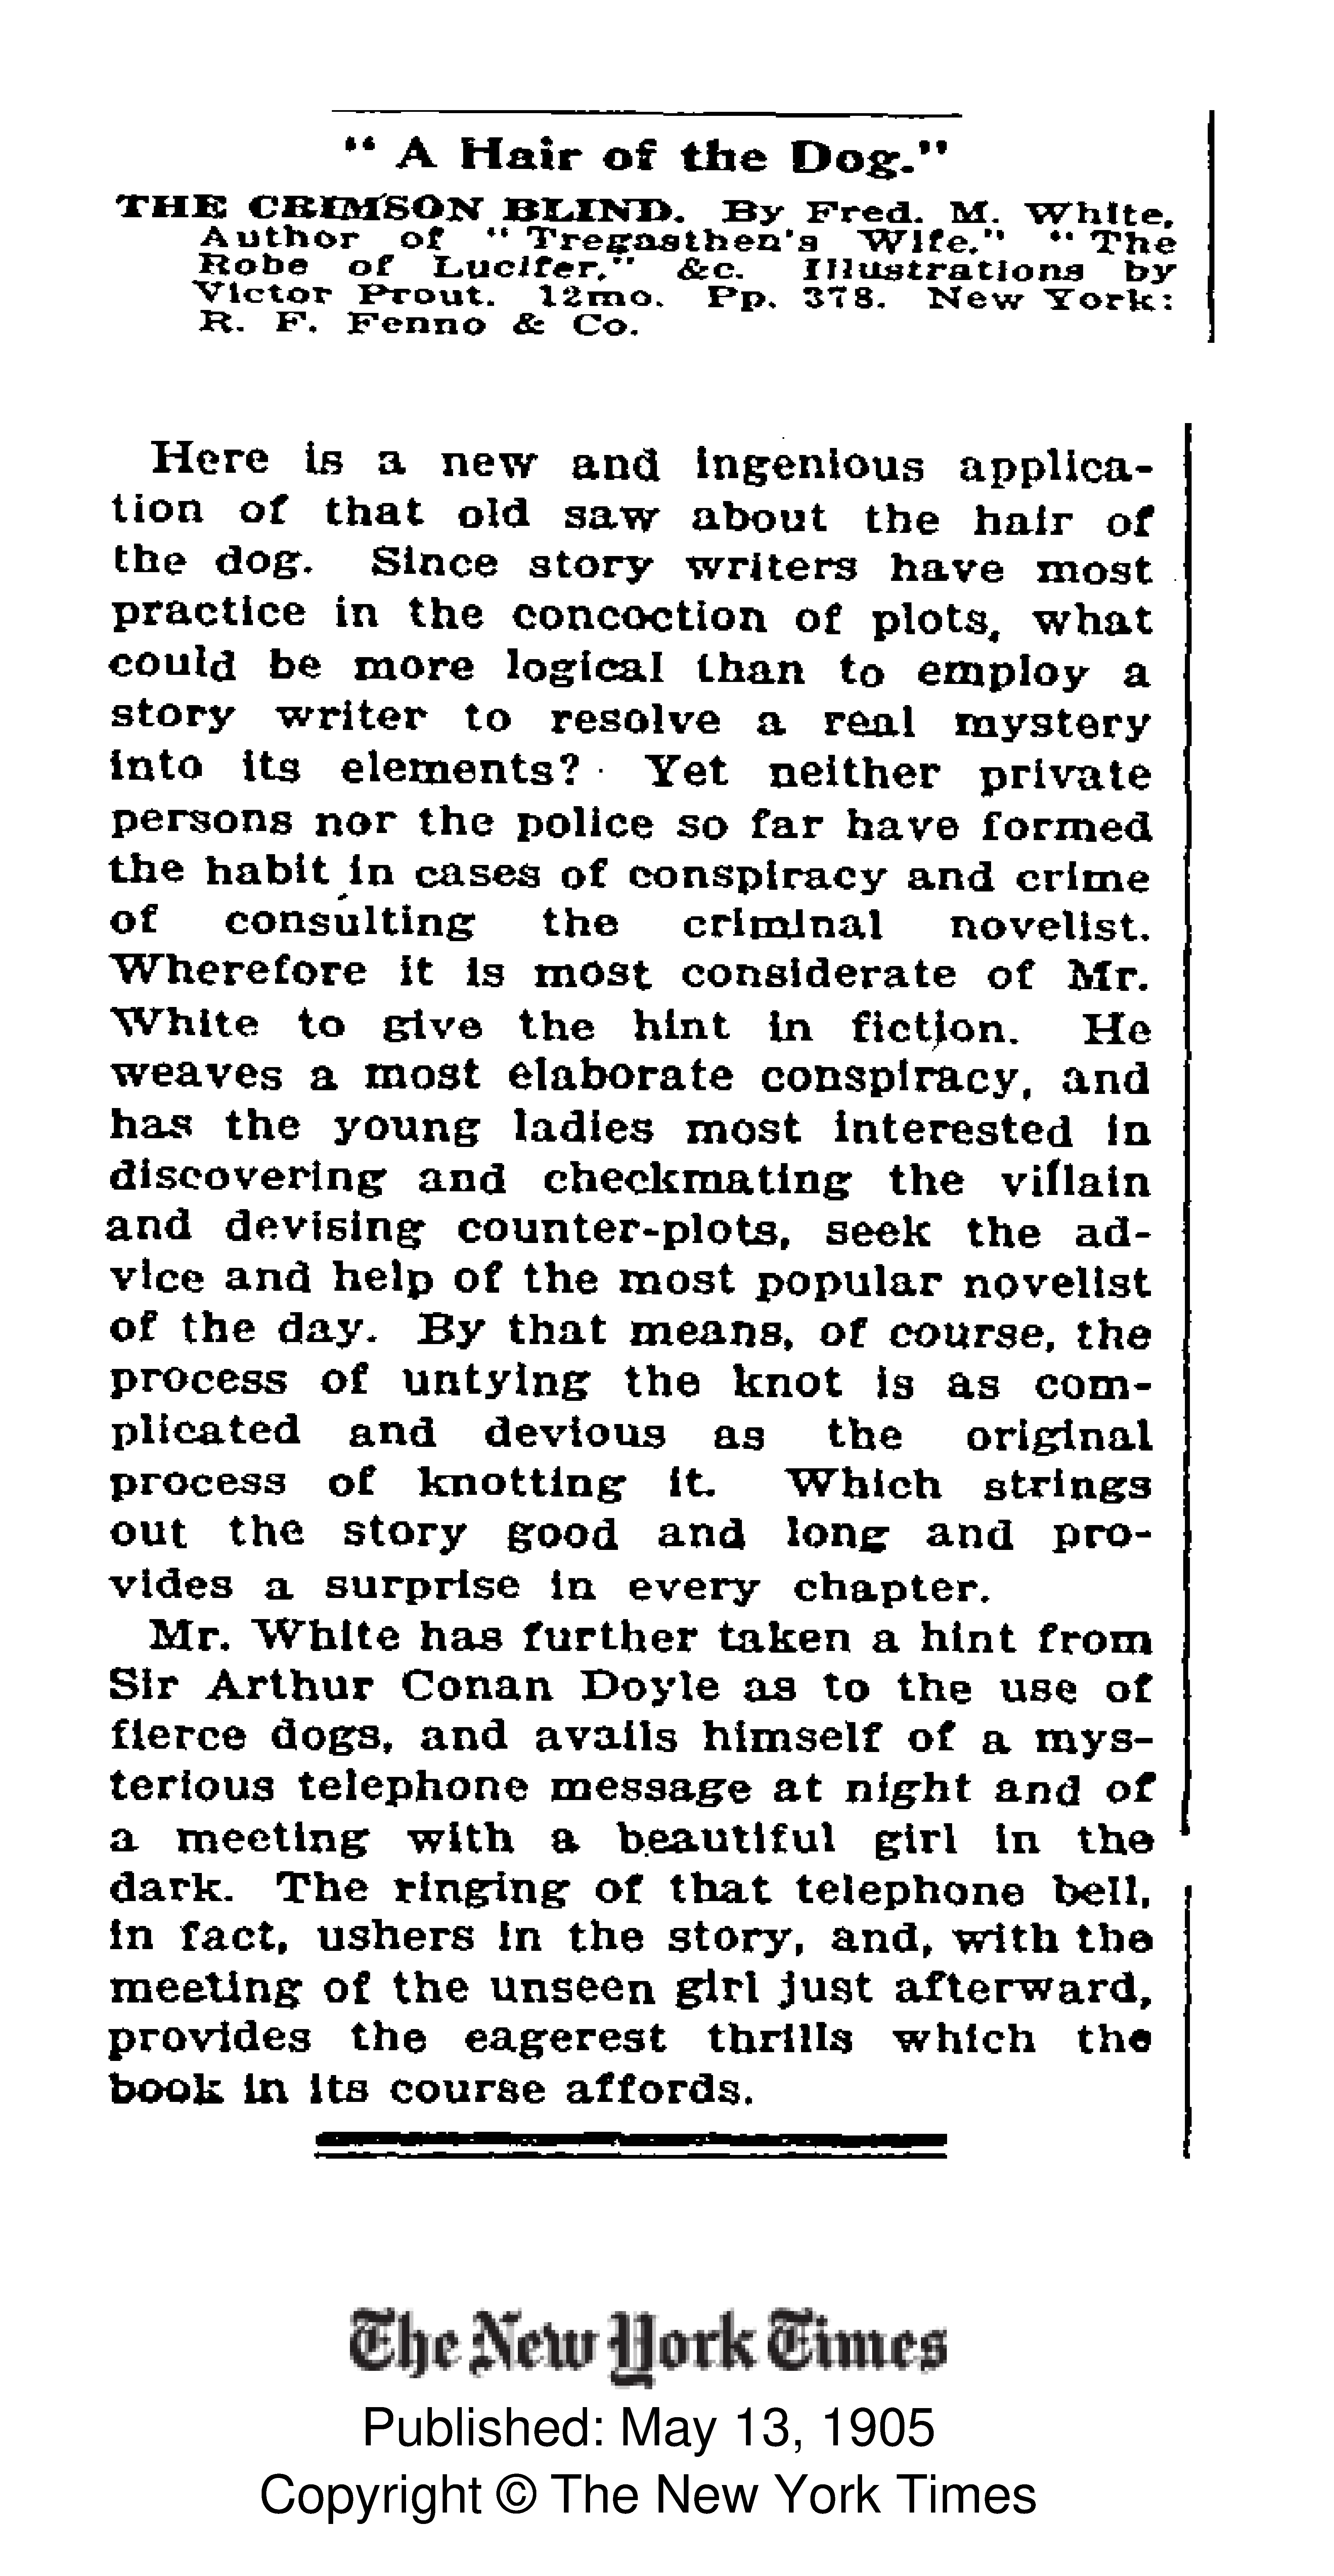 “ A Hair of the Dog.”
THE CRIMSON BLIND. By Fred. M. White,
Author of “ Tregasthen's Wife,” “ The
Robe of Lucifer,” &c. Illustrations by
Victor Prout. 12mo. Pp. 378. New York:
R. F. Fenno & Co.
Here is a new and ingenious applica-
tion of that old saw about the hair of
the dog. Since story writers have most
practice in the concoction of plots, what
could be more logical than to employ a
story writer to resolve a real mystery
into its elements? Yet neither private
persons nor the police so far have formed
the habit in cases of conspiracy and crime
of consulting the criminal novelist.
Wherefore it is most considerate of Mr.
White to give the hint in fiction. He
weaves a most elaborate conspiracy, and
has the young ladies most interested in
discovering and checkmating the villain
and devising counter-plots, seek the ad-
vice and help of the most popular novelist
of the day. By that means, of course, the
process of untying the knot is as com-
plicated and devious as the original
process of knotting it. Which strings
out the story good and long and pro-
vides a surprise in every chapter.
Mr. White has further taken a hint from
Sir Arthur Conan Doyle as to the use of
fierce dogs, and avails himself of a mys-
terious telephone message at night and of
a meeting with a beautiful girl in the
dark. The ringing of that telephone bell,
in fact, ushers in the story, and, with the
meeting of the unseen girl just afterward,
provides the eagerest thrills which the
book in its course affords.
The New York Times
Published: May 13, 1905
Copyright © The New York Times